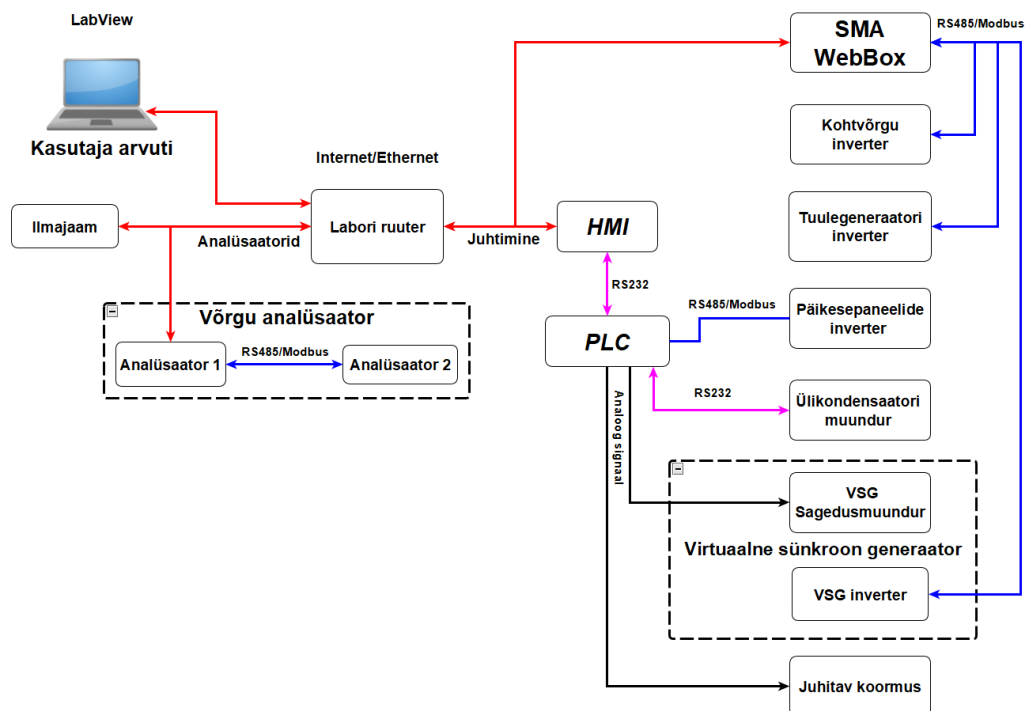 LabView
Kasutaja arvuti
Internet/Ethernet
Ilmajaam
Analüsaatorid
Labori ruuter
Juhtimine
HMI
RS232
PLC
SMA
WebBox
RS485/Modbus
Kohtvõrgu
inverter
Tuulegeneraatori
inverter
RS485/Modbus
Päikesepaneelide
inverter
RS232
Ülikondensaatori
muundur
Võrgu analüsaator
Analüsaator 1
RS485/Modbus
Analüsaator 2
Analoog signaal
VSG
Sagedusmuundur
Virtuaalne sünkroon generaator
VSG inverter
Juhitav koormus